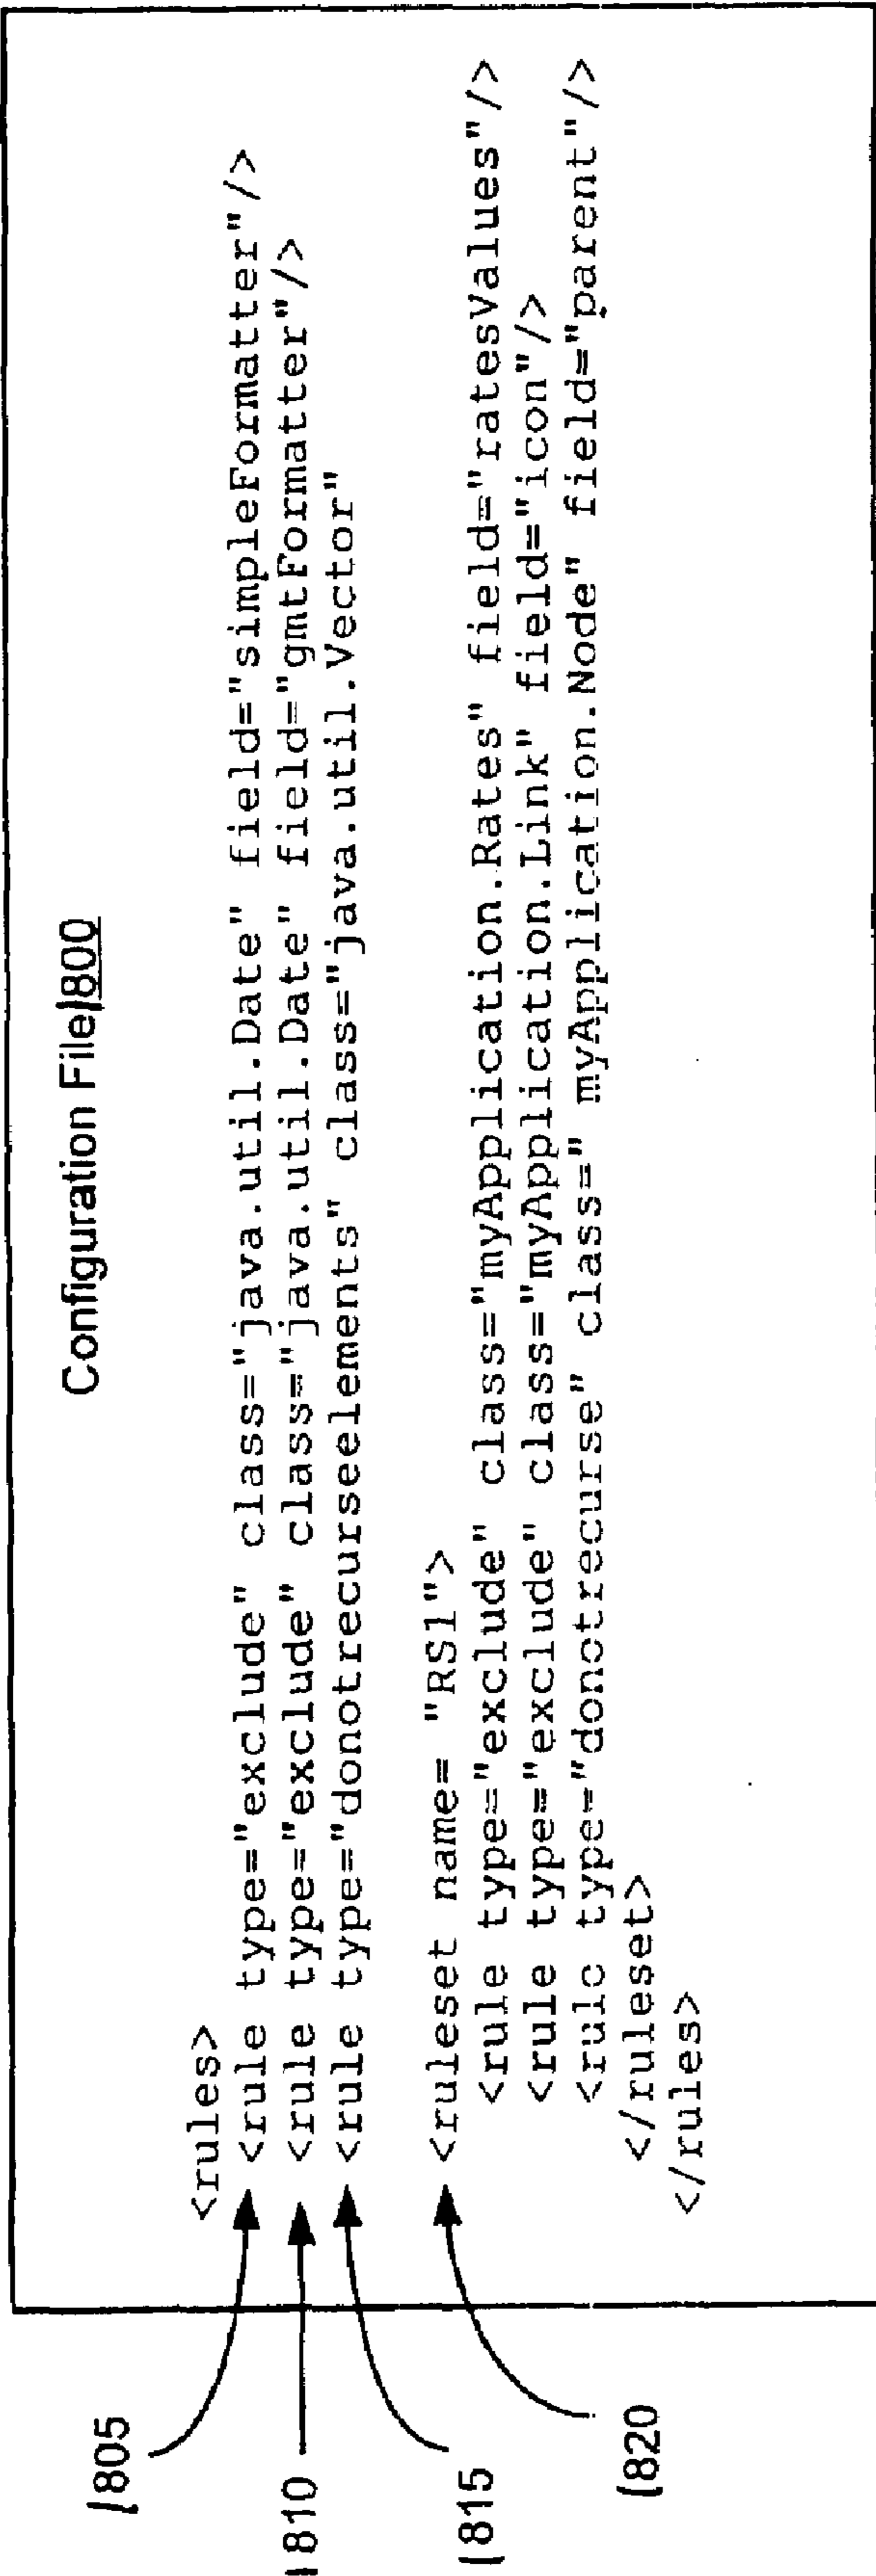 Configuration File 800
<rules>
<rule type="exclude" class="java.util.Date" field="simpleFormatter"/>
<rule type="exclude" class="java.util.Date" field="gmtFormatter"/>
<rule type="donotrecurseelements" class="java.util.Vector"
<ruleset name= "RS1">
<rule type="exclude" class="myApplication.Rates" field="ratesValues"/>
<rule type="exclude" class="myApplication.Link" field="icon"/>
<rule type="donotrecurse" class=" myApplication.Node" field="parent"/>
</ruleset>
</rules>
805
810
815
820